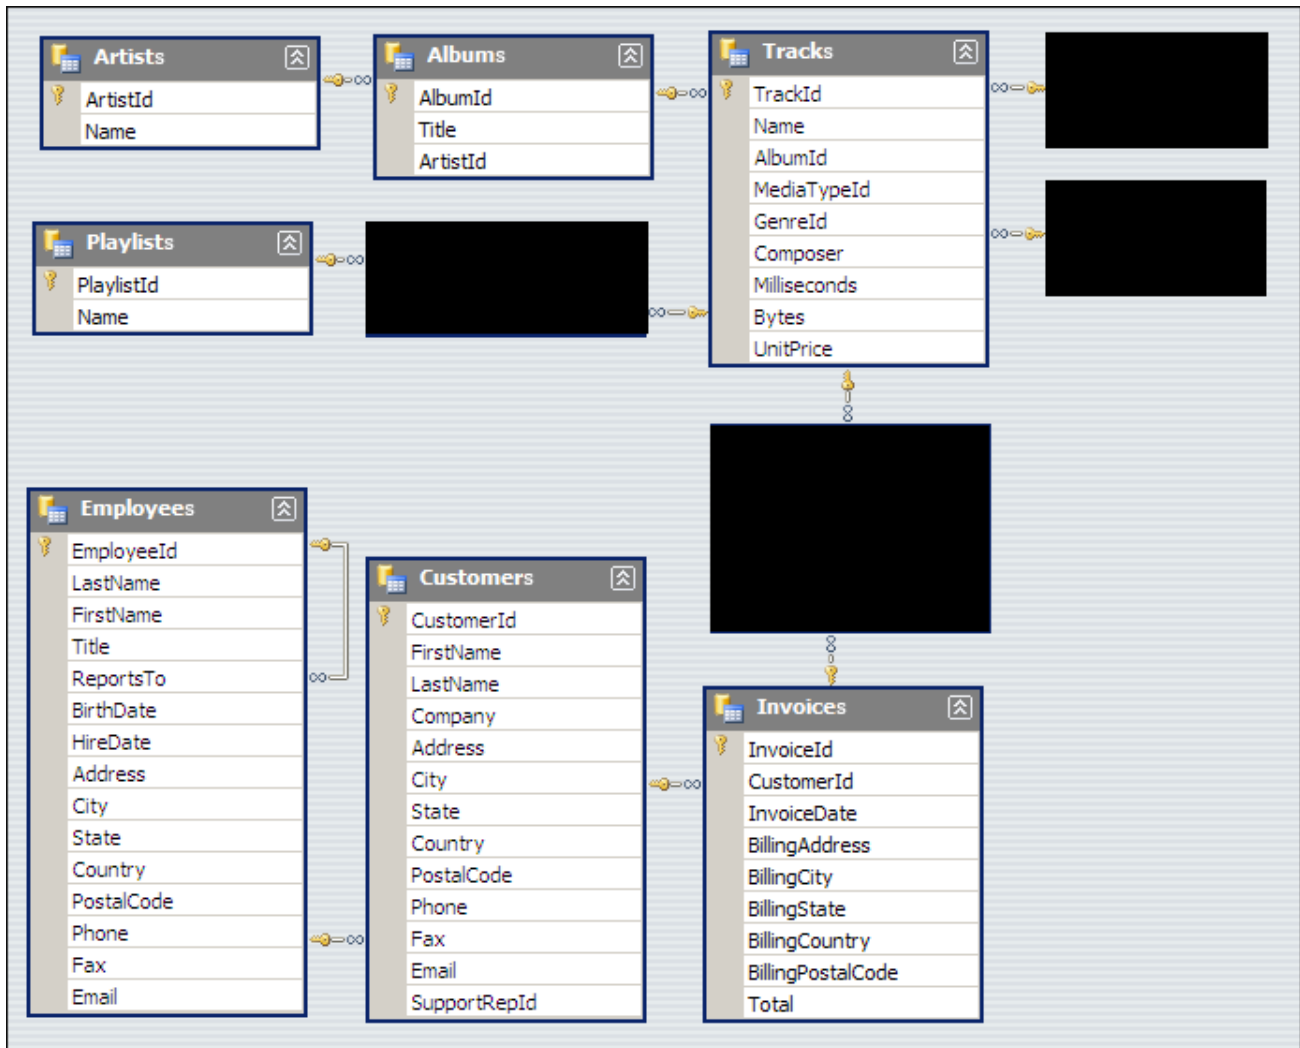 Artists
ArtistId
Name
Albums
AlbumId
Title
ArtistId
Tracks
TrackId
Name
AlbumId
MediaTypeId
GenreId
Composer
Milliseconds
Bytes
UnitPrice
Playlists
PlaylistId
Name
Employees
EmployeeId
LastName
FirstName
Title
ReportsTo
BirthDate
HireDate
Address
City
State
Country
PostalCode
Phone
Fax
Email
Customers
CustomerId
FirstName
LastName
Company
Address
City
State
Country
PostalCode
Phone
Fax
Email
SupportRepId
Invoices
InvoiceId
CustomerId
InvoiceDate
BillingAddress
BillingCity
BillingState
BillingCountry
BillingPostalCode
Total